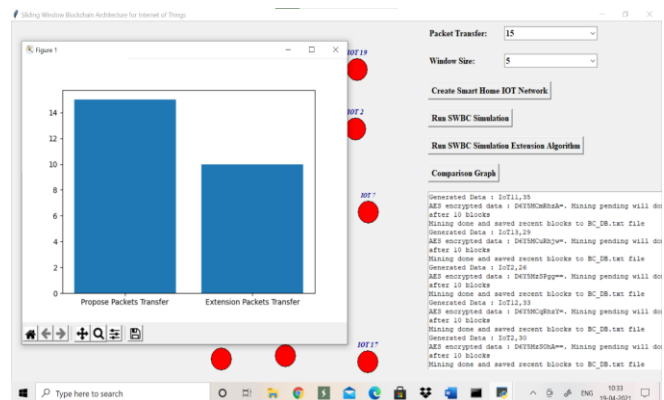 Sliding Window Blockchain Architecture for Internet of Things
Figure 1
14
12
10
8
6
4
2
0
Propose Packets Transfer
Extension Packets Transfer
IOT 19
IOT 2
IOT 7
IOT 17
Packet Transfer:
15
Window Size:
5
Create Smart Home IOT Network
Run SWBC Simulation
Run SWBC Simulation Extension Algorithm
Comparison Graph
Generated Data : IoT11,35
AES encrypted data : D6Y5MCmRhzA=. Mining pending will do
after 10 blocks
Mining done and saved recent blocks to BC_DB.txt file
Generated Data : IoT13,29
AES encrypted data : D6Y5MCuRhjw=. Mining pending will do
after 10 blocks
Mining done and saved recent blocks to BC_DB.txt file
Generated Data : IoT2,26
AES encrypted data : D6Y5MzSPgg==. Mining pending will do
after 10 blocks
Mining done and saved recent blocks to BC_DB.txt file
Generated Data : IoT12,33
AES encrypted data : D6Y5MCqRhzY=. Mining pending will do
after 10 blocks
Mining done and saved recent blocks to BC_DB.txt file
Generated Data : IoT2,30
AES encrypted data : D6Y5MzSOhA==. Mining pending will do
after 10 blocks
Mining done and saved recent blocks to BC_DB.txt file
Type here to search
ENG
10:33
19-04-2021